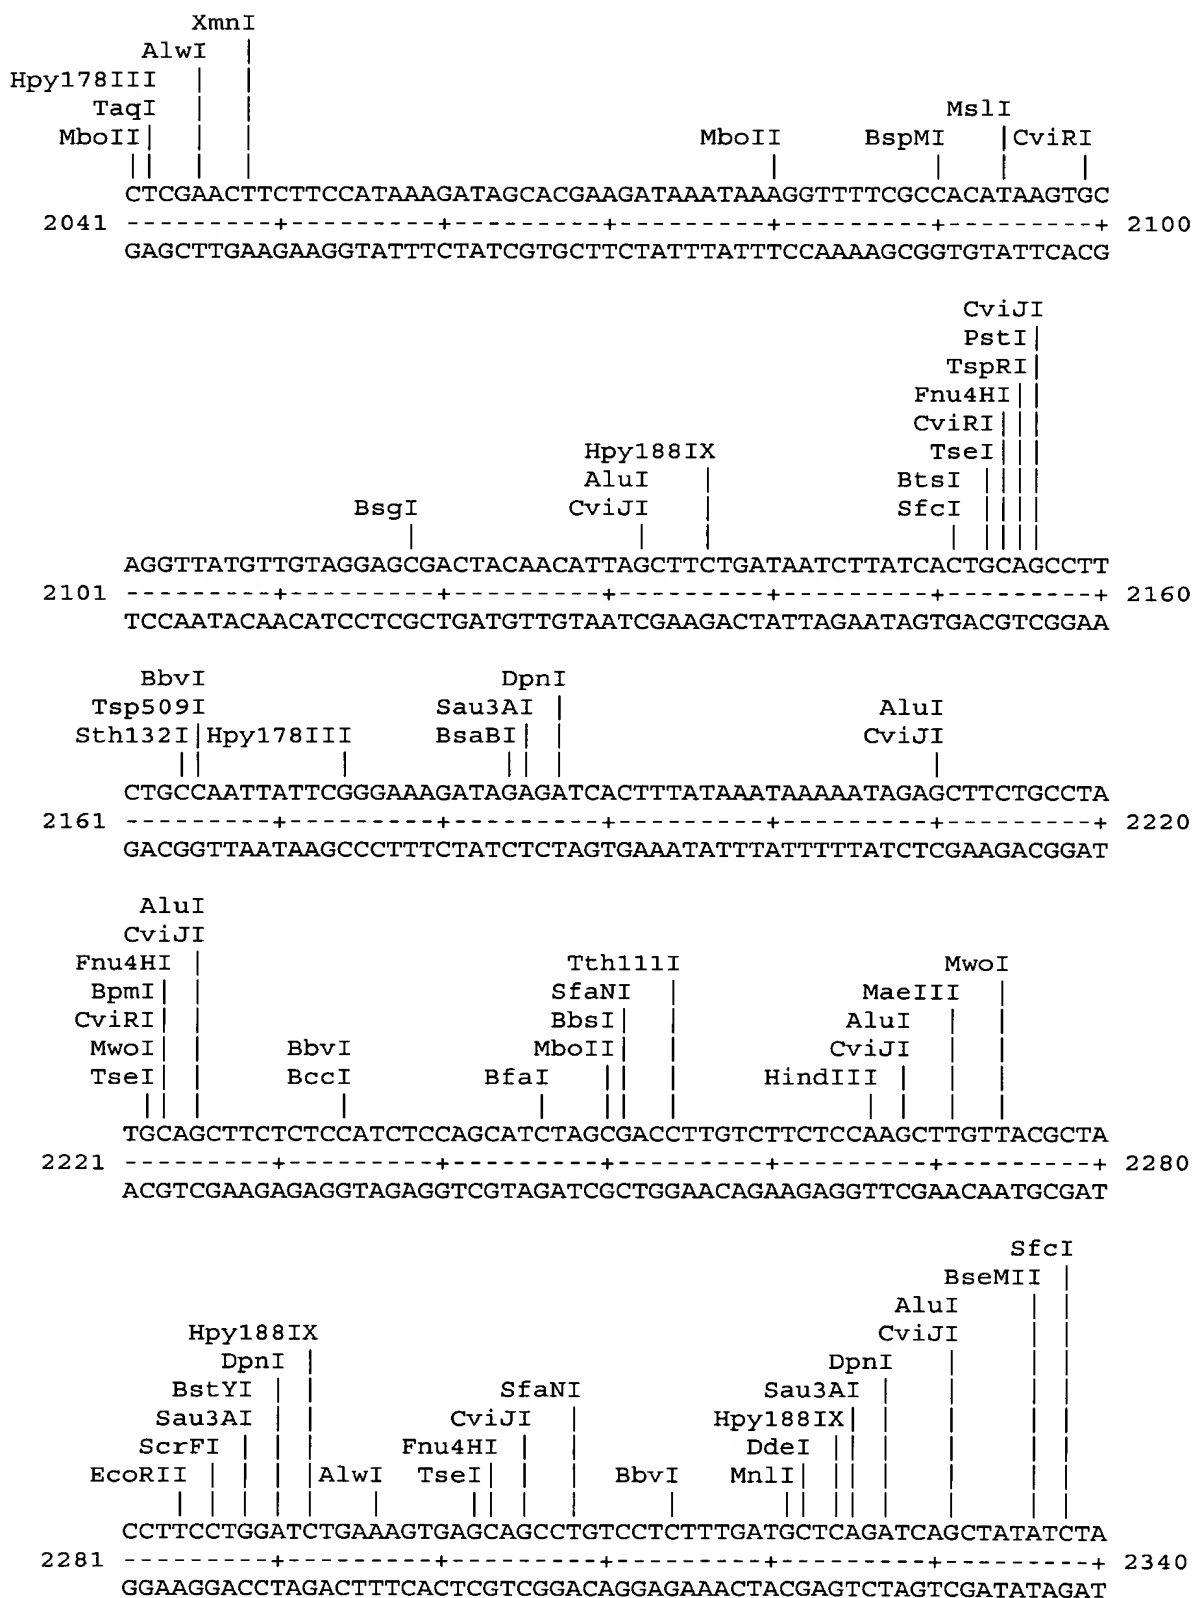 XmnI
AlwI
Hpy178III
TaqI MslI
MboII MboII BspMI CviRI
CTCGAACTTCTTCCATAAAGATAGCACGAAGATAAATAAAGGTTTTCGCCACATAAGTGC
2041 ---------+---------+---------+---------+---------+---------+ 2100
GAGCTTGAAGAAGGTATTTCTATCGTGCTTCTATTTATTTCCAAAAGCGGTGTATTCACG
CviJI
PstI
TspRI
Fnu4HI
CviRI
Hpy188IX TseI
AluI BtsI
BsgI CviJI SfcI
AGGTTATGTTGTAGGAGCGACTACAACATTAGCTTCTGATAATCTTATCACTGCAGCCTT
2101 ---------+---------+---------+---------+---------+---------+ 2160
TCCAATACAACATCCTCGCTGATGTTGTAATCGAAGACTATTAGAATAGTGACGTCGGAA
BbvI DpnI
Tsp509I Sau3AI AluI
Sth132I Hpy178III BsaBI CviJI
CTGCCAATTATTCGGGAAAGATAGAGATCACTTTATAAATAAAAATAGAGCTTCTGCCTA
2161 ---------+---------+---------+---------+---------+---------+ 2220
GACGGTTAATAAGCCCTTTCTATCTCTAGTGAAATATTTATTTTTATCTCGAAGACGGAT
AluI
CviJI
Fnu4HI Tth111I MwoI
BpmI SfaNI MaeIII
CviRI BbsI AluI
MwoI BbvI MboII CviJI
TseI BccI BfaI HindIII
TGCAGCTTCTCTCCATCTCCAGCATCTAGCGACCTTGTCTTCTCCAAGCTTGTTACGCTA
2221 ---------+---------+---------+---------+---------+---------+ 2280
ACGTCGAAGAGAGGTAGAGGTCGTAGATCGCTGGAACAGAAGAGGTTCGAACAATGCGAT
SfcI
BseMII
AluI
Hpy188IX CviJI
DpnI DpnI
BstYI SfaNI Sau3AI
Sau3AI CviJI Hpy188IX
ScrFI Fnu4HI DdeI
EcoRII AlwI TseI BbvI MnlI
CCTTCCTGGATCTGAAAGTGAGCAGCCTGTCCTCTTTGATGCTCAGATCAGCTATATCTA
2281 ---------+---------+---------+---------+---------+---------+ 2340
GGAAGGACCTAGACTTTCACTCGTCGGACAGGAGAAACTACGAGTCTAGTCGATATAGAT